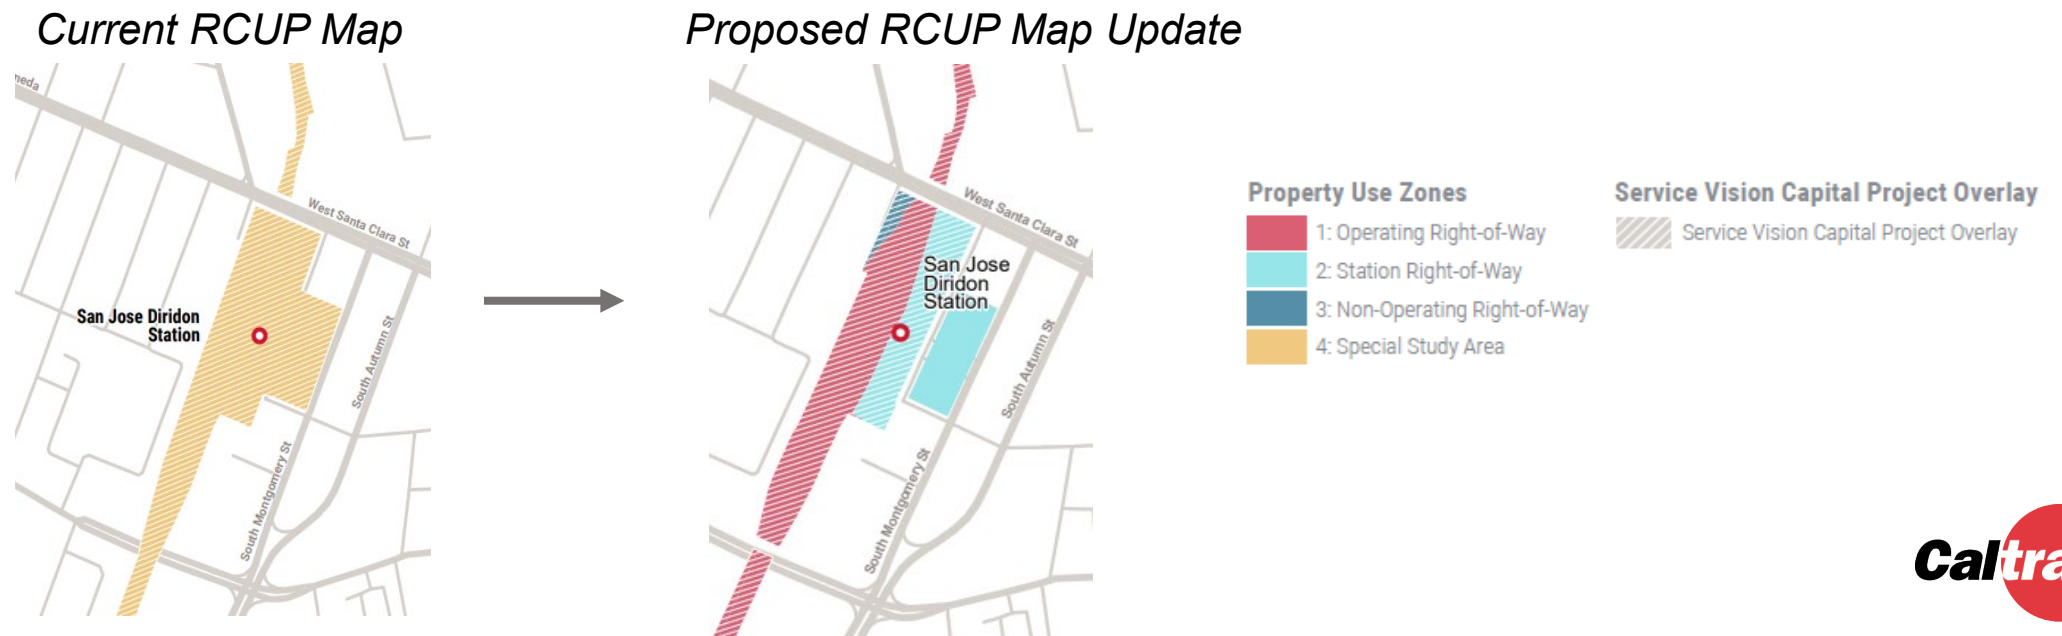 Current RCUP Map
Proposed RCUP Map Update
neda
West Santa Clara St
San Jose Diridon
Station
South Autumn St
South Montgomery St
West Santa Clara St
San Jose
Diridon
Station
South Autumn St
South Montgomery St
Property Use Zones
1: Operating Right-of-Way
2: Station Right-of-Way
3: Non-Operating Right-of-Way
4: Special Study Area
Service Vision Capital Project Overlay
Service Vision Capital Project Overlay
Caltra